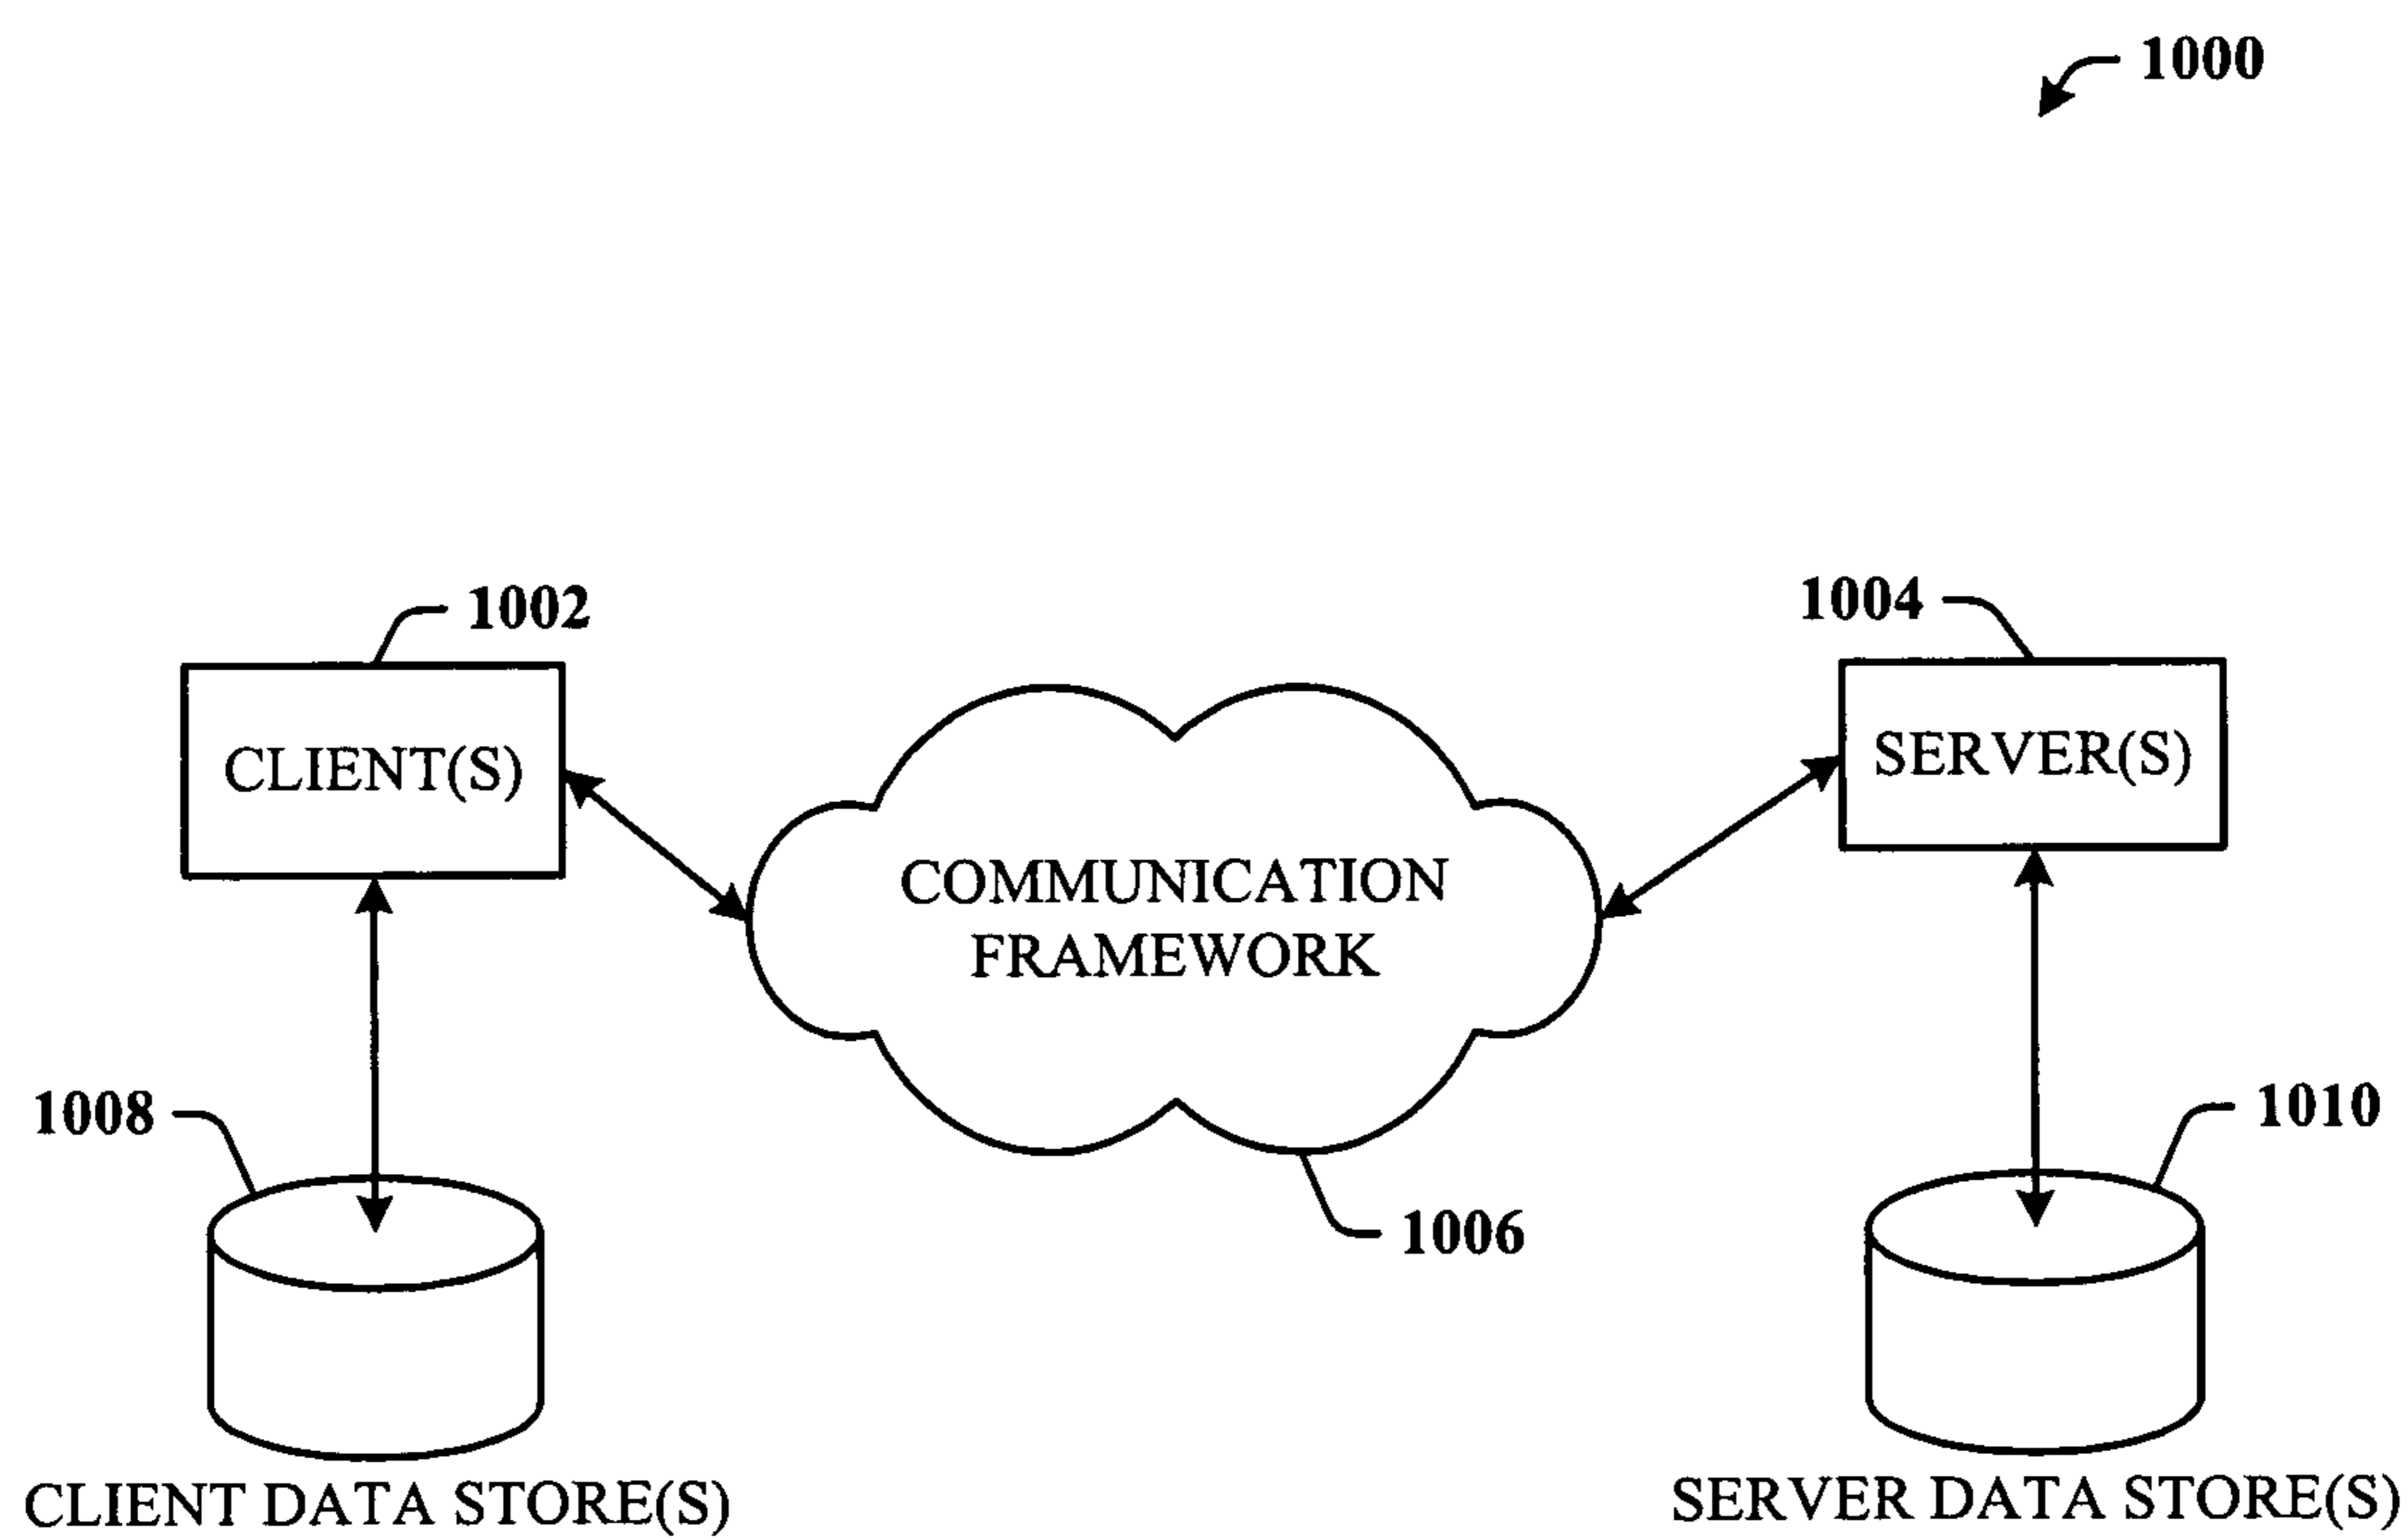 1000
1002
1004
CLIENT(S)
SERVER(S)
COMMUNICATION
FRAMEWORK
1008
1010
1006
CLIENT DATA STORE(S)
SERVER DATA STORE(S)